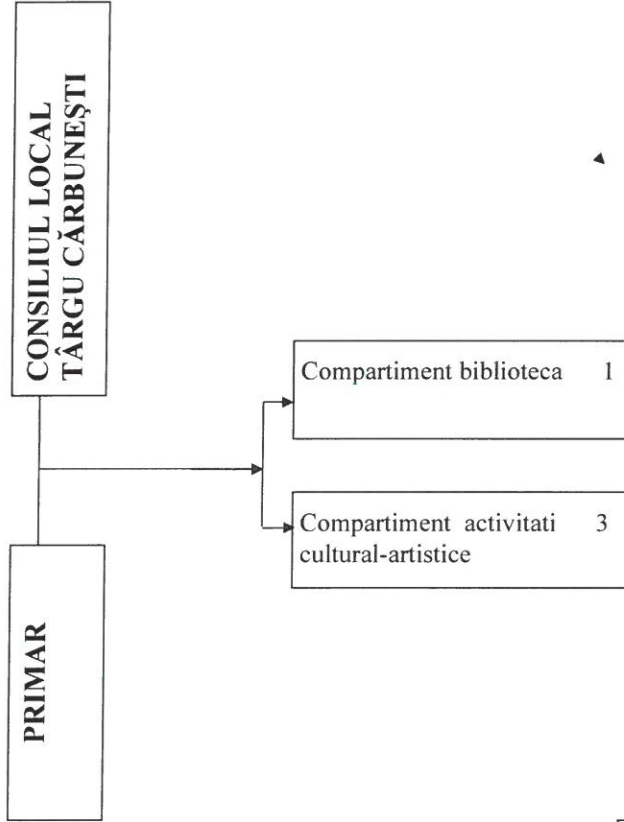 CONSILIUL LOCAL
TÂRGU CĂRBUNEȘTI
PRIMAR
Compartiment biblioteca 1
Compartiment activitati 3
cultural-artistice